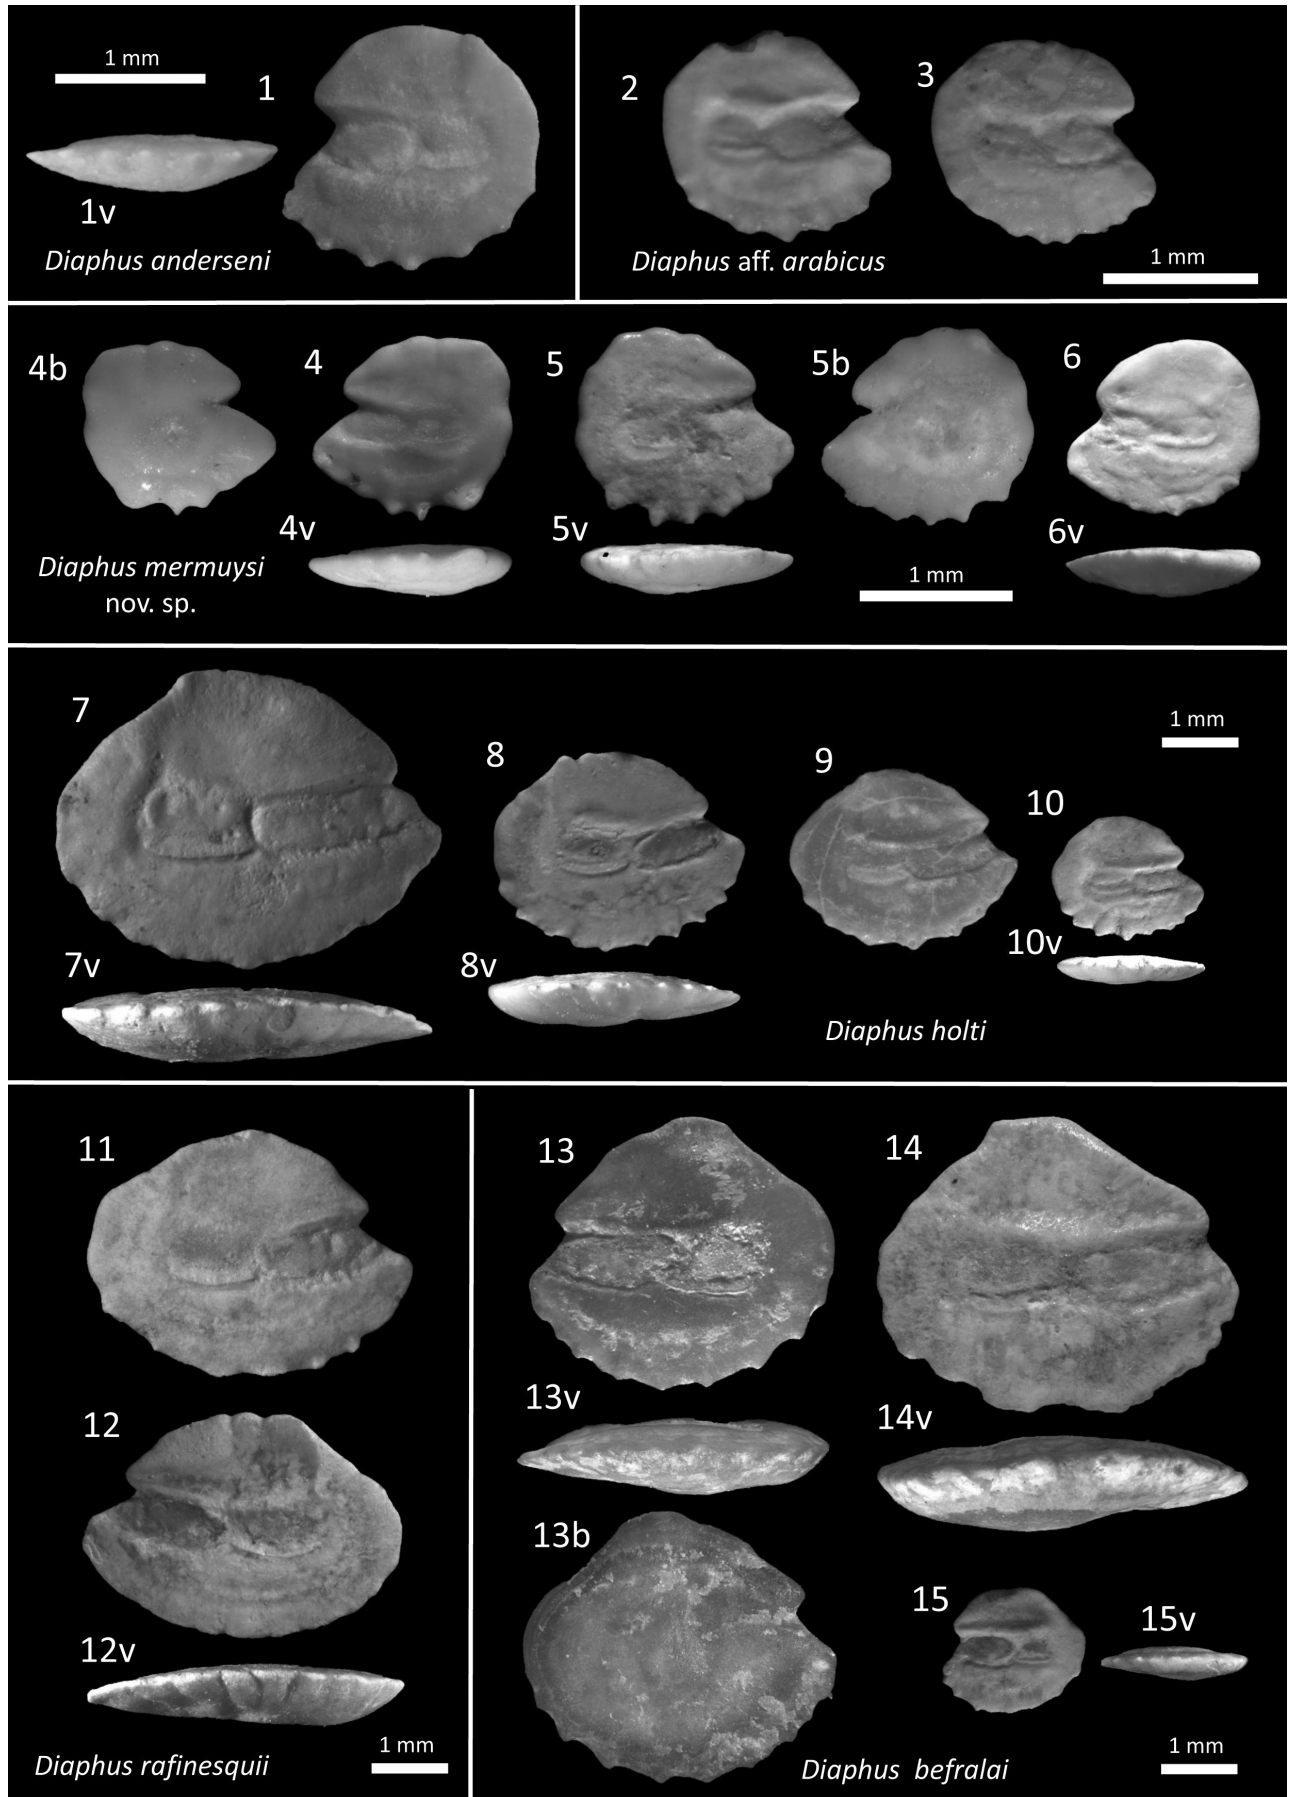 1 mm
1
1v
Diaphus anderseni
2
3
Diaphus aff. arabicus
1 mm
4b
4
5
5b
6
4v
5v
6v
Diaphus mermuysi
nov. sp.
1 mm
7
8
9
10
1 mm
7v
8v
10v
Diaphus holti
11
12
12v
1 mm
Diaphus rafinesquii
13
14
13v
14v
13b
15
15v
1 mm
Diaphus befralai